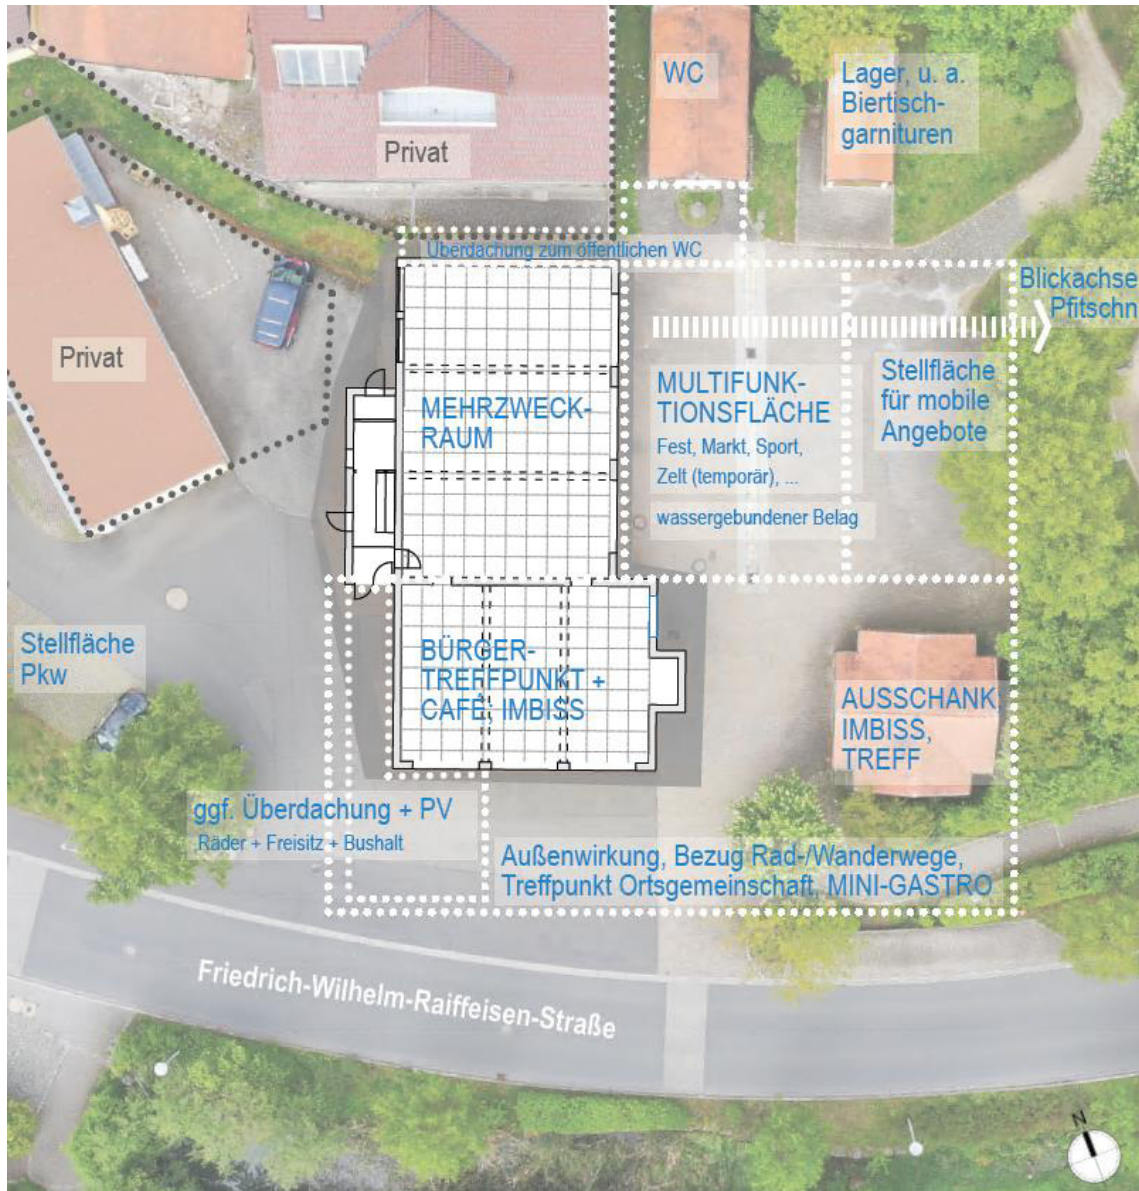 WC
Lager, u. a.
Biertisch-
garnituren
Privat
Überdachung zum öffentlichen WC
Blickachse
Pfitschn
Privat
MEHRZWECK-
RAUM
MULTIFUNK-
TIONSFLÄCHE
Fest, Markt, Sport,
Zelt (temporär), ...
wassergebundener Belag
Stellfläche
für mobile
Angebote
Stellfläche
Pkw
BÜRGER-
TREFFPUNKT +
CAFÉ, IMBISS
AUSSCHANK,
IMBISS,
TREFF
ggf. Überdachung + PV
Räder + Freisitz + Bushalt
Außenwirkung, Bezug Rad-/Wanderwege,
Treffpunkt Ortsgemeinschaft, MINI-GASTRO
Friedrich-Wilhelm-Raiffeisen-Straße
N